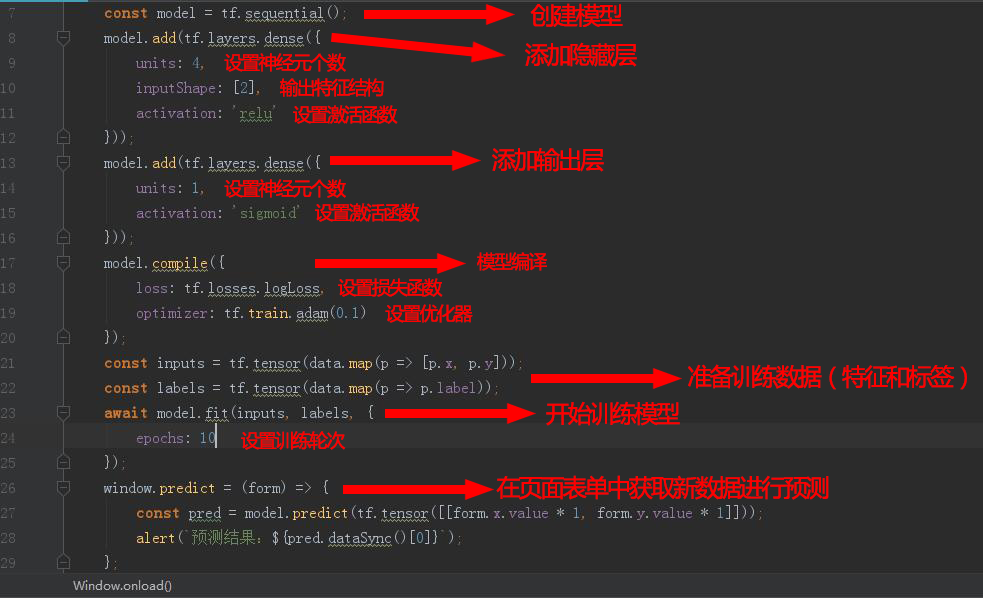 7 const model = tf.sequential(); 创建模型
8 model.add(tf.layers.dense({ 添加隐藏层
9 units: 4, 设置神经元个数
10 inputShape: [2], 输出特征结构
11 activation: 'relu' 设置激活函数
12 }));
13 model.add(tf.layers.dense({ 添加输出层
14 units: 1, 设置神经元个数
15 activation: 'sigmoid' 设置激活函数
16 }));
17 model.compile({ 模型编译
18 loss: tf.losses.logLoss, 设置损失函数
19 optimizer: tf.train.adam(0.1) 设置优化器
20 });
21 const inputs = tf.tensor(data.map(p => [p.x, p.y]));
22 const labels = tf.tensor(data.map(p => p.label)); 准备训练数据（特征和标签）
23 await model.fit(inputs, labels, { 开始训练模型
24 epochs: 10 设置训练轮次
25 });
26 window.predict = (form) => { 在页面表单中获取新数据进行预测
27 const pred = model.predict(tf.tensor([[form.x.value * 1, form.y.value * 1]]));
28 alert(`预测结果：${pred.dataSync()[0]}`);
29 };
Window.onload()